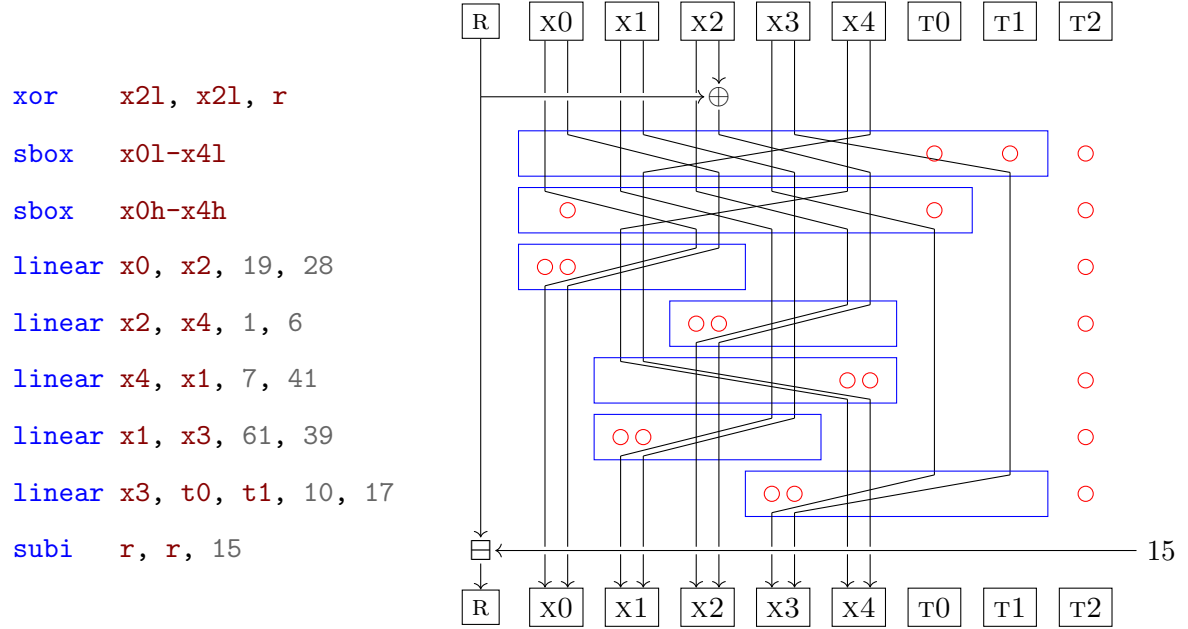 R x0 x1 x2 x3 x4 T0 T1 T2
xor x2l, x2l, r
sbox x0l-x4l
sbox x0h-x4h
linear x0, x2, 19, 28
linear x2, x4, 1, 6
linear x4, x1, 7, 41
linear x1, x3, 61, 39
linear x3, t0, t1, 10, 17
subi r, r, 15
15
R x0 x1 x2 x3 x4 T0 T1 T2